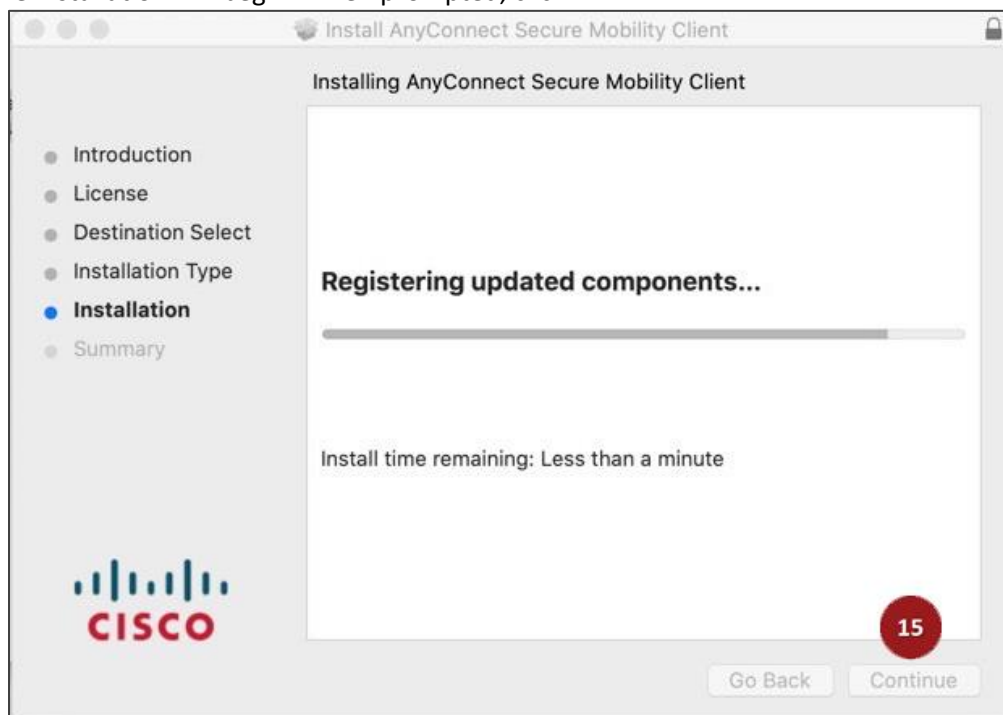 Install AnyConnect Secure Mobility Client
Installing AnyConnect Secure Mobility Client
Introduction
License
Destination Select
Installation Type
Installation
Summary
Registering updated components...
Install time remaining: Less than a minute
CISCO
15
Go Back
Continue